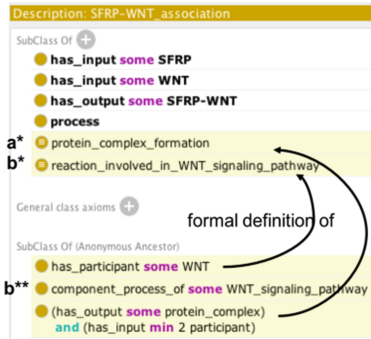 Description: SFRP-WNT_association
SubClass Of
has_input some SFRP
has_input some WNT
has_output some SFRP-WNT
process
a* protein_complex_formation
b* reaction_involved_in_WNT_signaling_pathway
General class axioms
formal definition of
SubClass Of (Anonymous Ancestor)
has_participant some WNT
b** component_process_of some WNT_signaling_pathway
(has_output some protein_complex)
and (has_input min 2 participant)